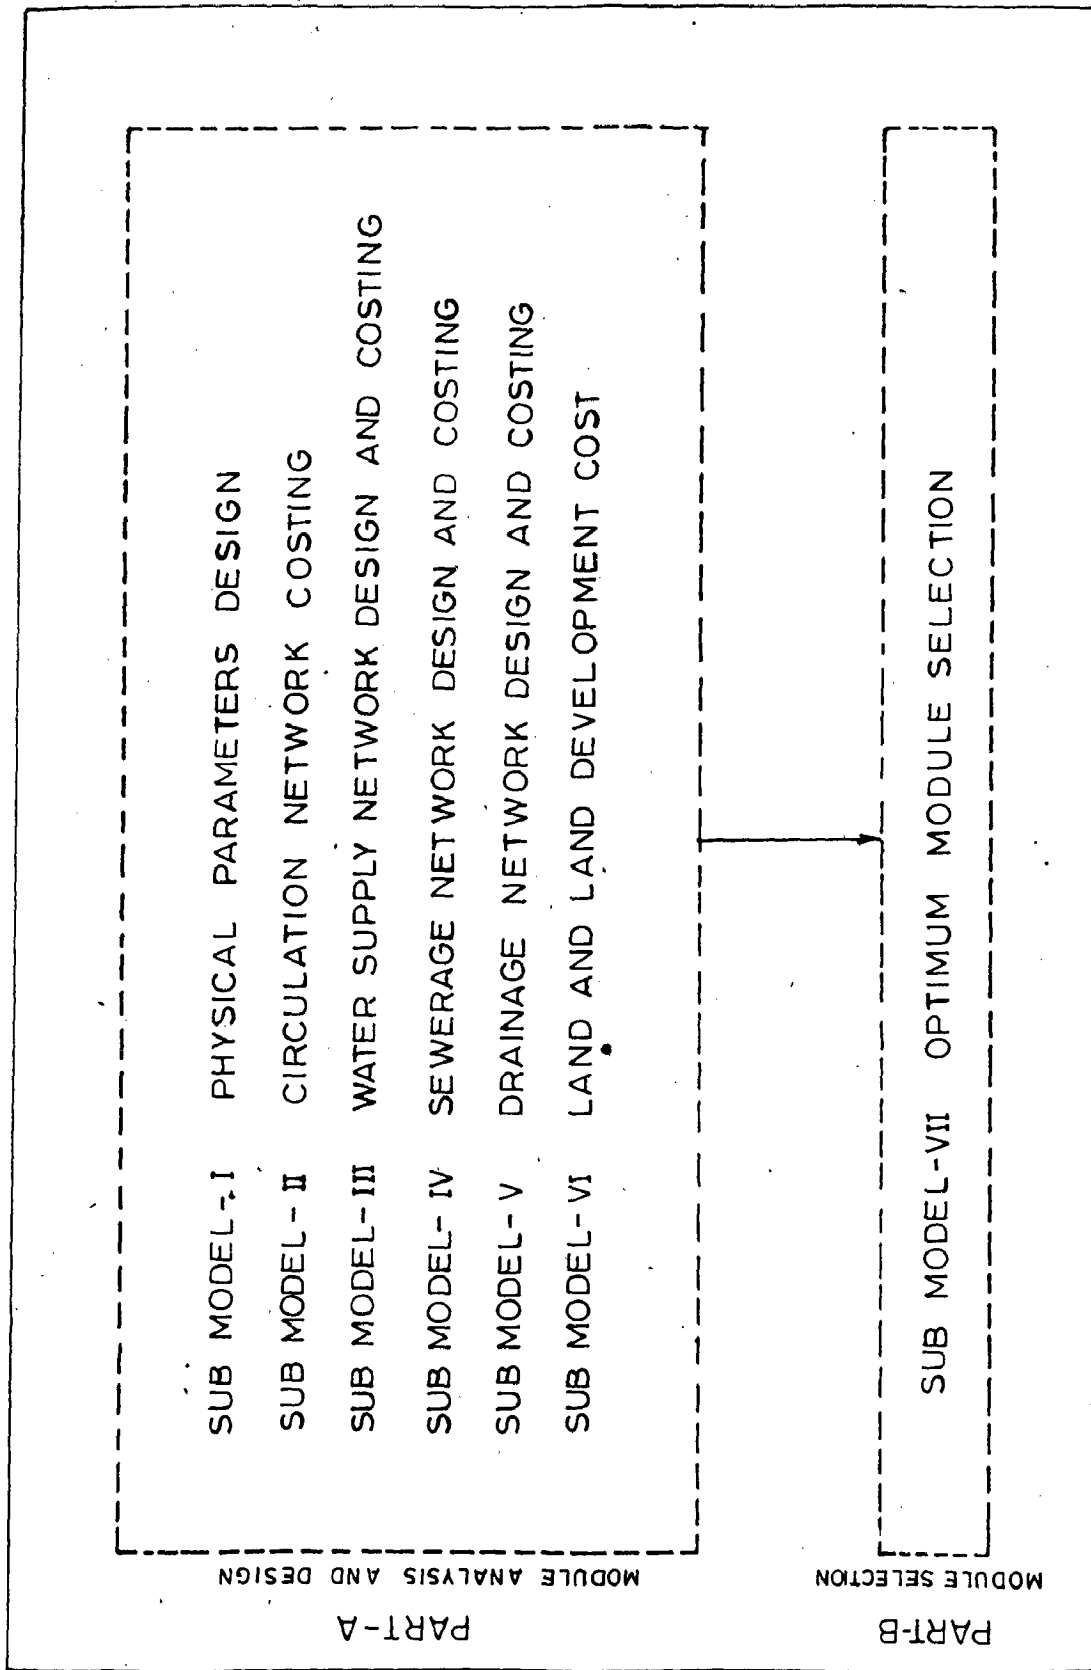 PART-A
MODULE ANALYSIS AND DESIGN
SUB MODEL-I PHYSICAL PARAMETERS DESIGN
SUB MODEL-II CIRCULATION NETWORK COSTING
SUB MODEL-III WATER SUPPLY NETWORK DESIGN AND COSTING
SUB MODEL-IV SEWERAGE NETWORK DESIGN AND COSTING
SUB MODEL-V DRAINAGE NETWORK DESIGN AND COSTING
SUB MODEL-VI LAND AND LAND DEVELOPMENT COST
PART-B
MODULE SELECTION
SUB MODEL-VII OPTIMUM MODULE SELECTION